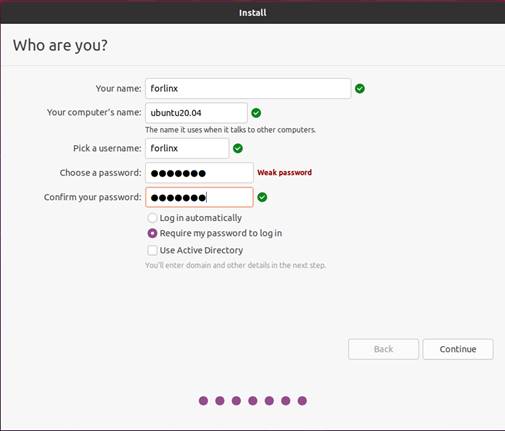 Install
Who are you?
Your name: forlinx
Your computer's name: ubuntu20.04
The name it uses when it talks to other computers.
Pick a username: forlinx
Choose a password: ●●●●●●● Weak password
Confirm your password: ●●●●●●●
Log in automatically
Require my password to log in
Use Active Directory
You'll enter domain and other details in the next step.
Back Continue